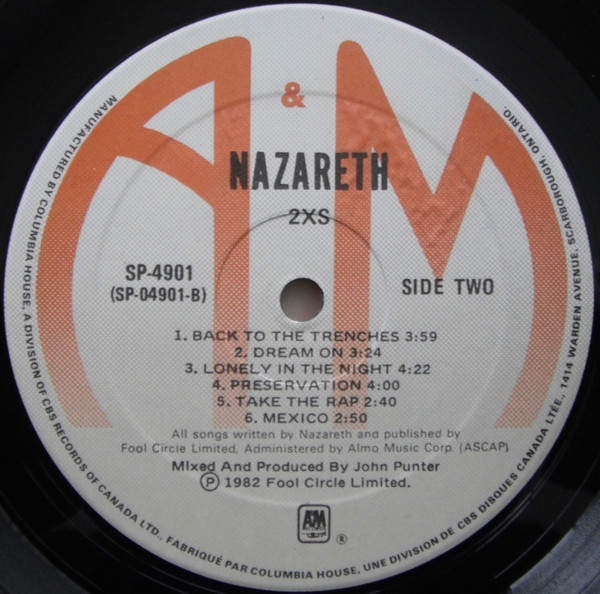 &
NAZARETH
2XS
SP-4901
(SP-04901-B)
SIDE TWO
1. BACK TO THE TRENCHES 3:59
2. DREAM ON 3:24
3. LONELY IN THE NIGHT 4:22
4. PRESERVATION 4:00
5. TAKE THE RAP 2:40
6. MEXICO 2:50
All songs written by Nazareth and published by
Fool Circle Limited, Administered by Almo Music Corp. (ASCAP)
Mixed And Produced By John Punter
Ⓟ 1982 Fool Circle Limited.
A&M
RECORDS ®
MANUFACTURED BY COLUMBIA HOUSE, A DIVISION OF CBS RECORDS OF CANADA LTD., FABRIQUÉ PAR COLUMBIA HOUSE, UNE DIVISION DE CBS DISQUES CANADA LTÉE., 1414 WARDEN AVENUE, SCARBOROUGH, ONTARIO.
A M